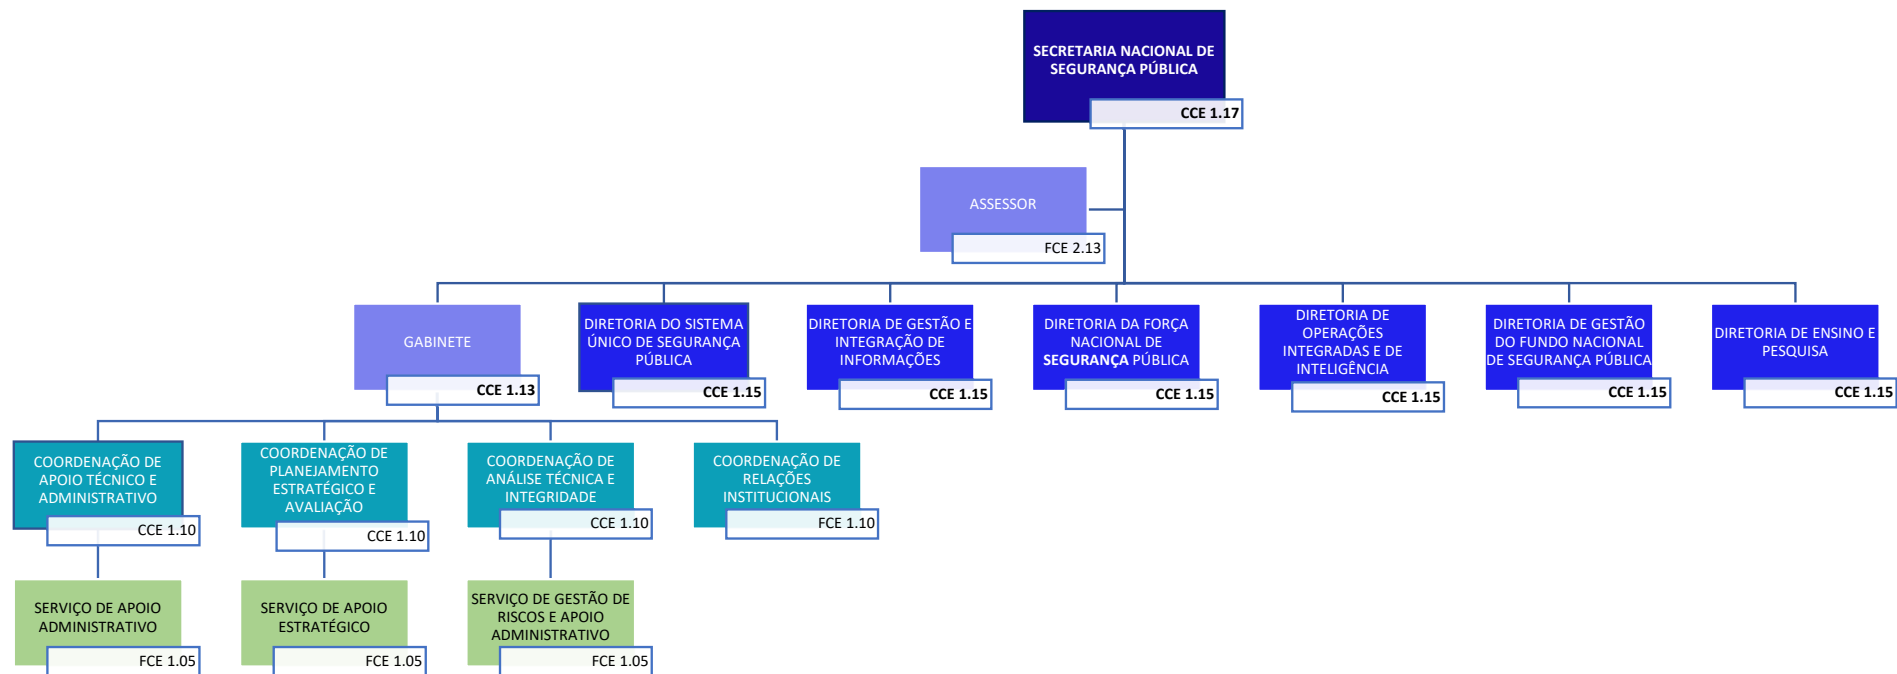 SECRETARIA NACIONAL DE
SEGURANÇA PÚBLICA
CCE 1.17
ASSESSOR
FCE 2.13
GABINETE
CCE 1.13
DIRETORIA DO SISTEMA
ÚNICO DE SEGURANÇA
PÚBLICA
CCE 1.15
DIRETORIA DE GESTÃO E
INTEGRAÇÃO DE
INFORMAÇÕES
CCE 1.15
DIRETORIA DA FORÇA
NACIONAL DE
SEGURANÇA PÚBLICA
CCE 1.15
DIRETORIA DE
OPERAÇÕES
INTEGRADAS E DE
INTELIGÊNCIA
CCE 1.15
DIRETORIA DE GESTÃO
DO FUNDO NACIONAL
DE SEGURANÇA PÚBLICA
CCE 1.15
DIRETORIA DE ENSINO E
PESQUISA
CCE 1.15
COORDENAÇÃO DE
APOIO TÉCNICO E
ADMINISTRATIVO
CCE 1.10
COORDENAÇÃO DE
PLANEJAMENTO
ESTRATÉGICO E
AVALIAÇÃO
CCE 1.10
COORDENAÇÃO DE
ANÁLISE TÉCNICA E
INTEGRIDADE
CCE 1.10
COORDENAÇÃO DE
RELAÇÕES
INSTITUCIONAIS
FCE 1.10
SERVIÇO DE APOIO
ADMINISTRATIVO
FCE 1.05
SERVIÇO DE APOIO
ESTRATÉGICO
FCE 1.05
SERVIÇO DE GESTÃO DE
RISCOS E APOIO
ADMINISTRATIVO
FCE 1.05